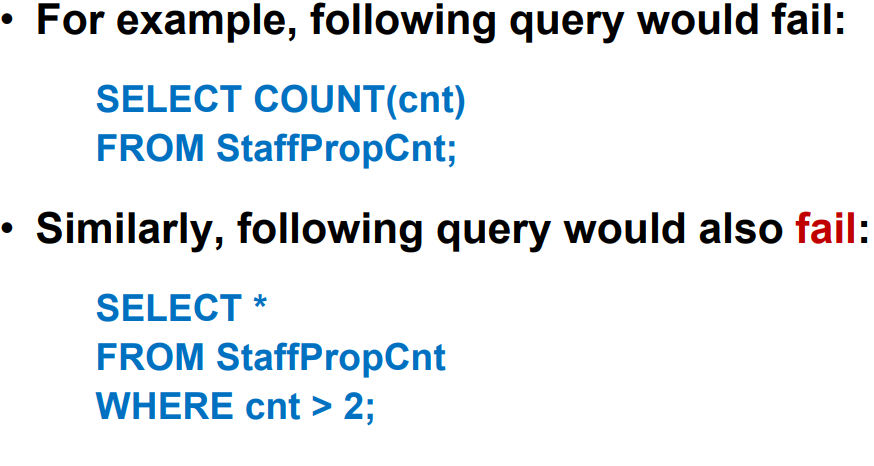 • For example, following query would fail:
SELECT COUNT(cnt)
FROM StaffPropCnt;
• Similarly, following query would also fail:
SELECT *
FROM StaffPropCnt
WHERE cnt > 2;